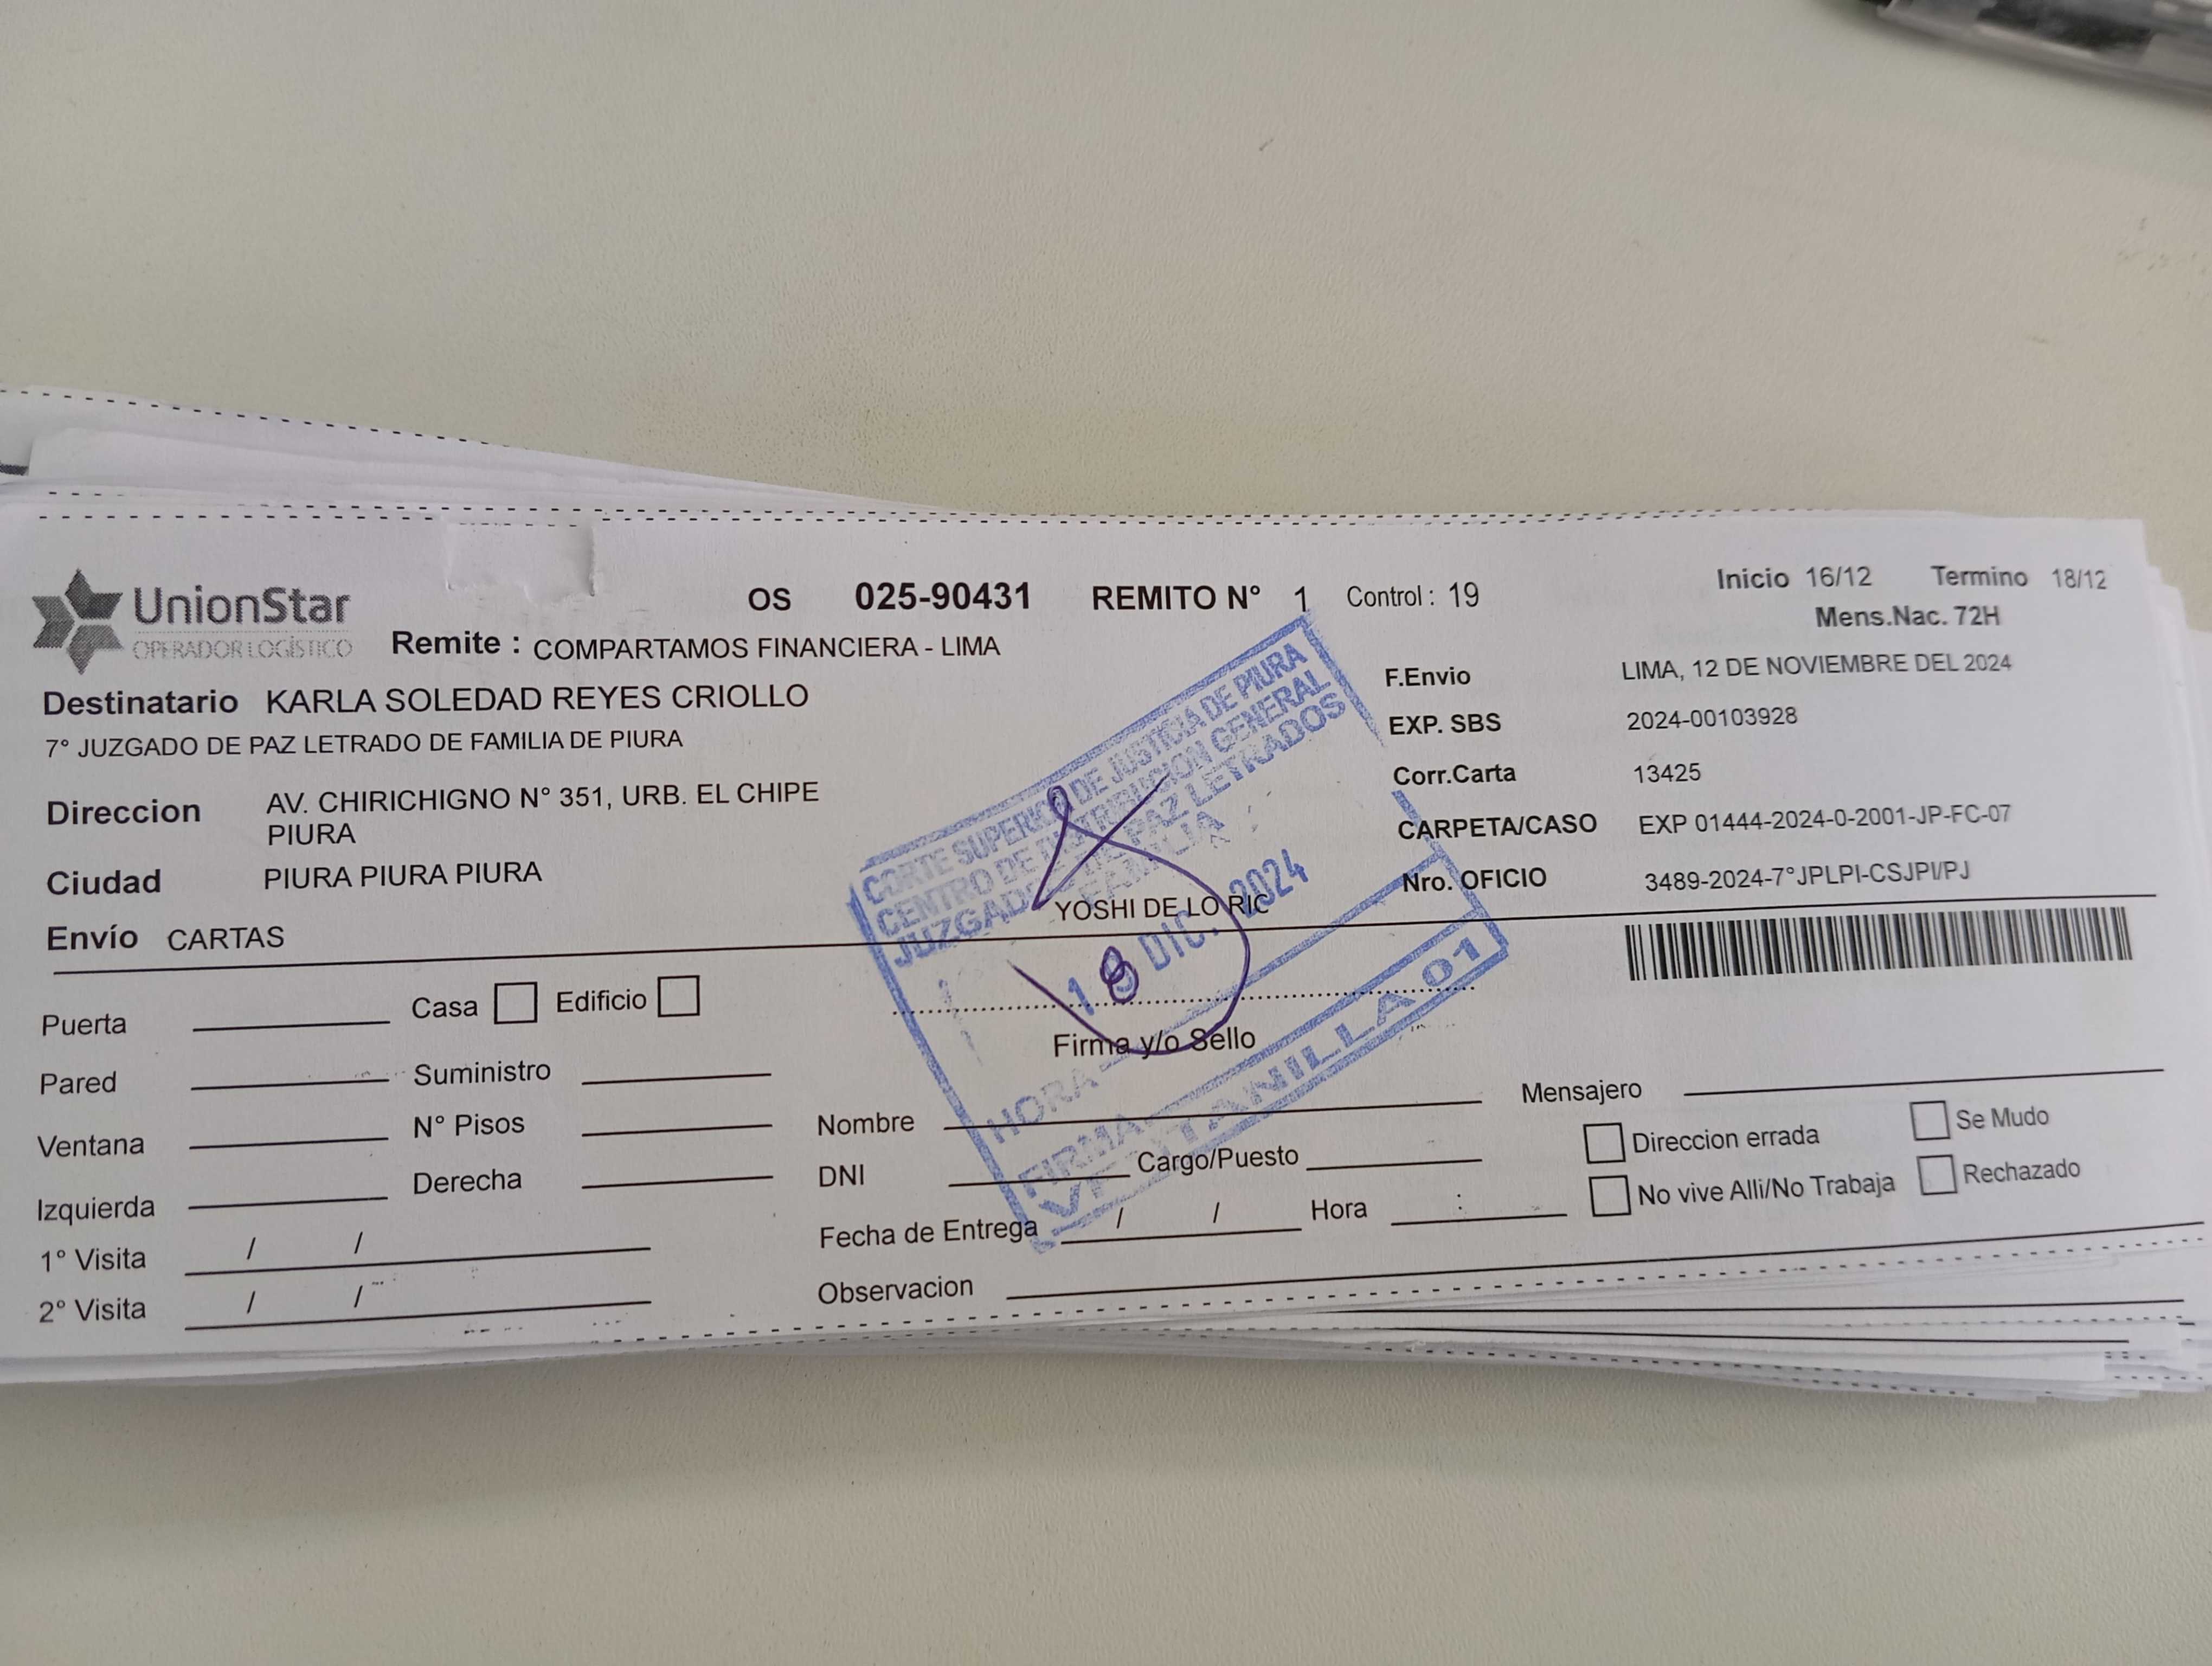 UnionStar
OPERADOR LOGÍSTICO
OS 025-90431 REMITO N° 1 Control : 19
Inicio 16/12 Termino 18/12
Mens.Nac. 72H
Remite : COMPARTAMOS FINANCIERA - LIMA
Destinatario KARLA SOLEDAD REYES CRIOLLO
7° JUZGADO DE PAZ LETRADO DE FAMILIA DE PIURA
Direccion AV. CHIRICHIGNO N° 351, URB. EL CHIPE
PIURA
Ciudad PIURA PIURA PIURA
Envío CARTAS
F.Envio LIMA, 12 DE NOVIEMBRE DEL 2024
EXP. SBS 2024-00103928
Corr.Carta 13425
CARPETA/CASO EXP 01444-2024-0-2001-JP-FC-07
Nro. OFICIO 3489-2024-7°JPLPI-CSJPI/PJ
CORTE SUPERIOR DE JUSTICIA DE PIURA
CENTRO DE DISTRIBUCION GENERAL
JUZGADOS DE PAZ LETRADOS
FAMILIA
YOSHI DE LO RIC
DIC. 2024
HORA
FIRMA
VENTANILLA 01
Firma y/o Sello
Puerta Casa Edificio
Pared Suministro
Ventana N° Pisos
Izquierda Derecha
1° Visita / /
2° Visita / /
Nombre
DNI Cargo/Puesto
Fecha de Entrega / / Hora :
Observacion
Mensajero
Direccion errada Se Mudo
No vive Alli/No Trabaja Rechazado